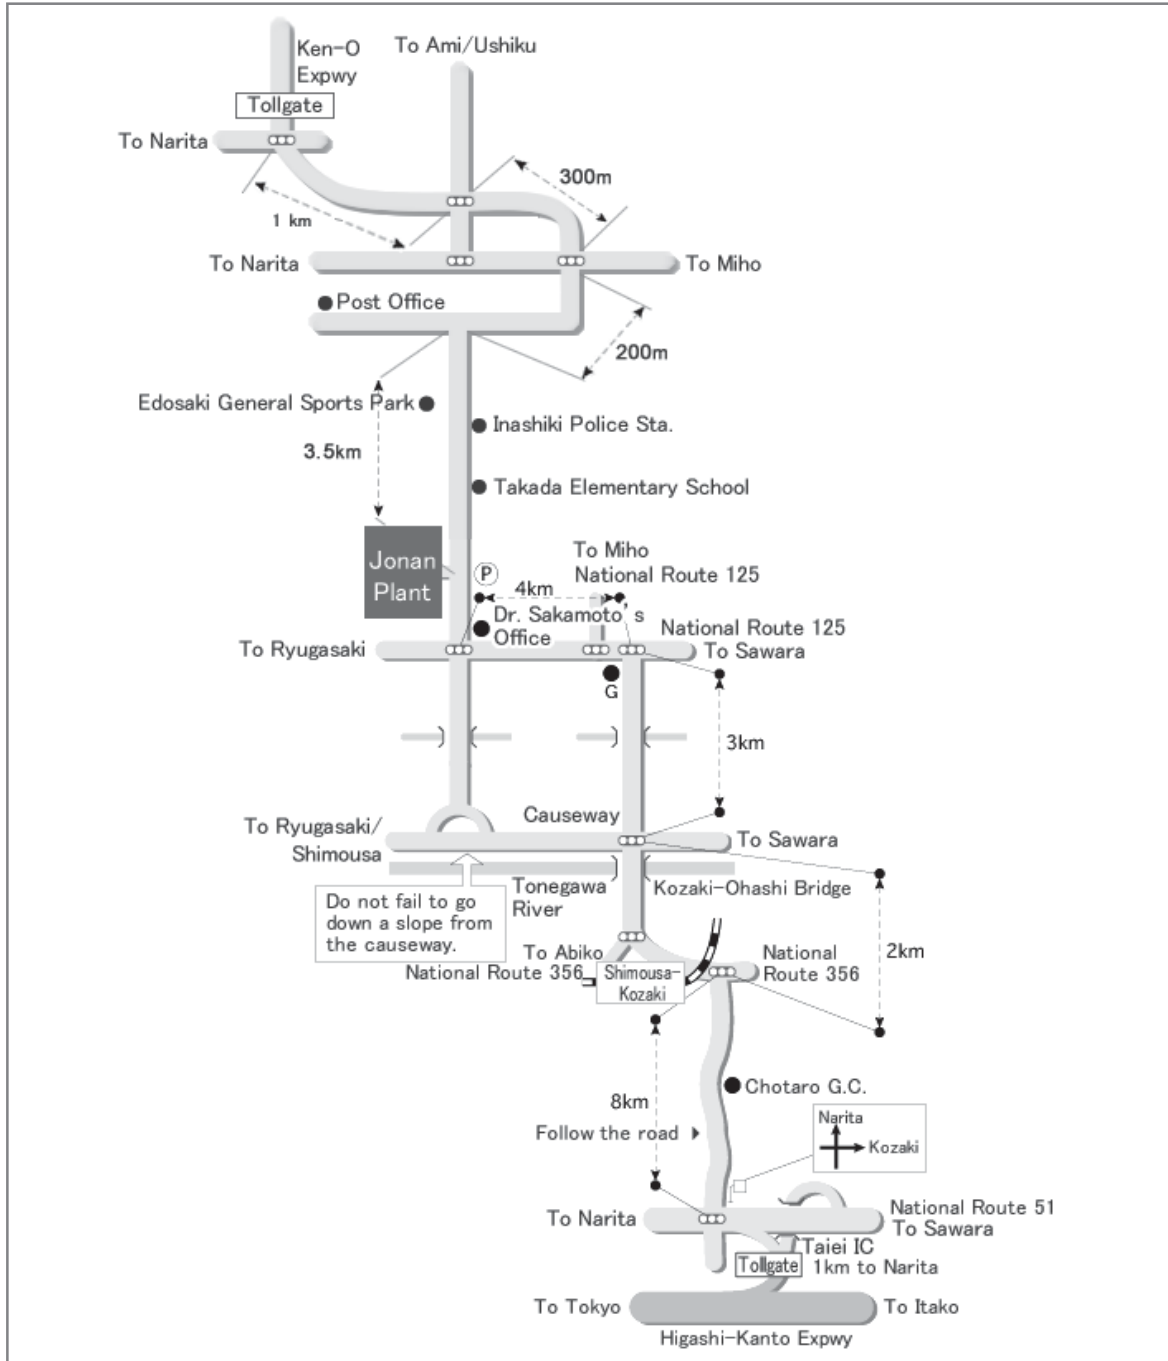 Ken-O
Expwy
To Ami/Ushiku
Tollgate
To Narita
300m
1 km
To Narita
To Miho
Post Office
200m
Edosaki General Sports Park
Inashiki Police Sta.
3.5km
Takada Elementary School
Jonan
Plant
P
To Miho
National Route 125
4km
Dr. Sakamoto's
Office
National Route 125
To Ryugasaki
To Sawara
G
3km
Causeway
To Ryugasaki/
Shimousa
To Sawara
Tonegawa
River
Kozaki-Ohashi Bridge
Do not fail to go
down a slope from
the causeway.
To Abiko
National Route 356
Shimousa-
Kozaki
National
Route 356
2km
Chotaro G.C.
8km
Follow the road
Narita
Kozaki
To Narita
National Route 51
To Sawara
Taiei IC
Tollgate
1km to Narita
To Tokyo
To Itako
Higashi-Kanto Expwy